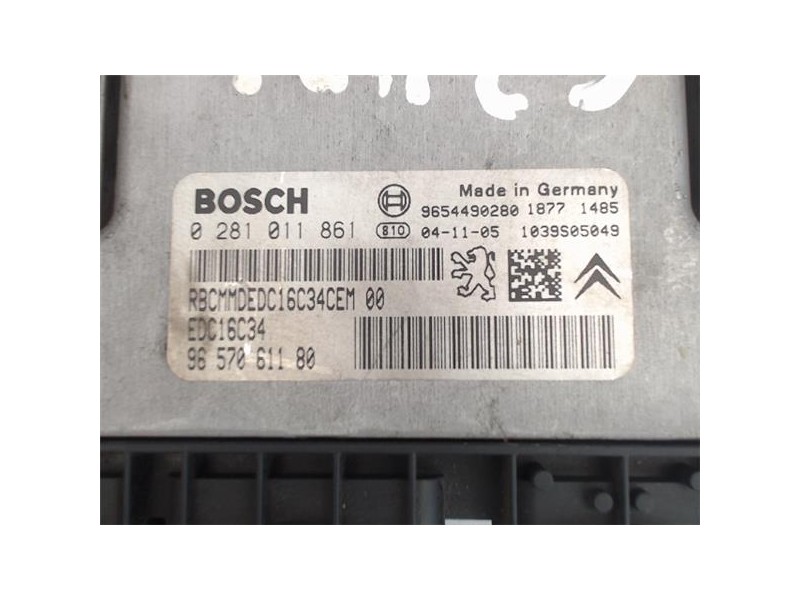 BOSCH
Made in Germany
9654490280 1877 1485
0 281 011 861
810 04-11-05 1039S05049
RBCMMDEDC16C34CEM 00
EDC16C34
96 570 611 80